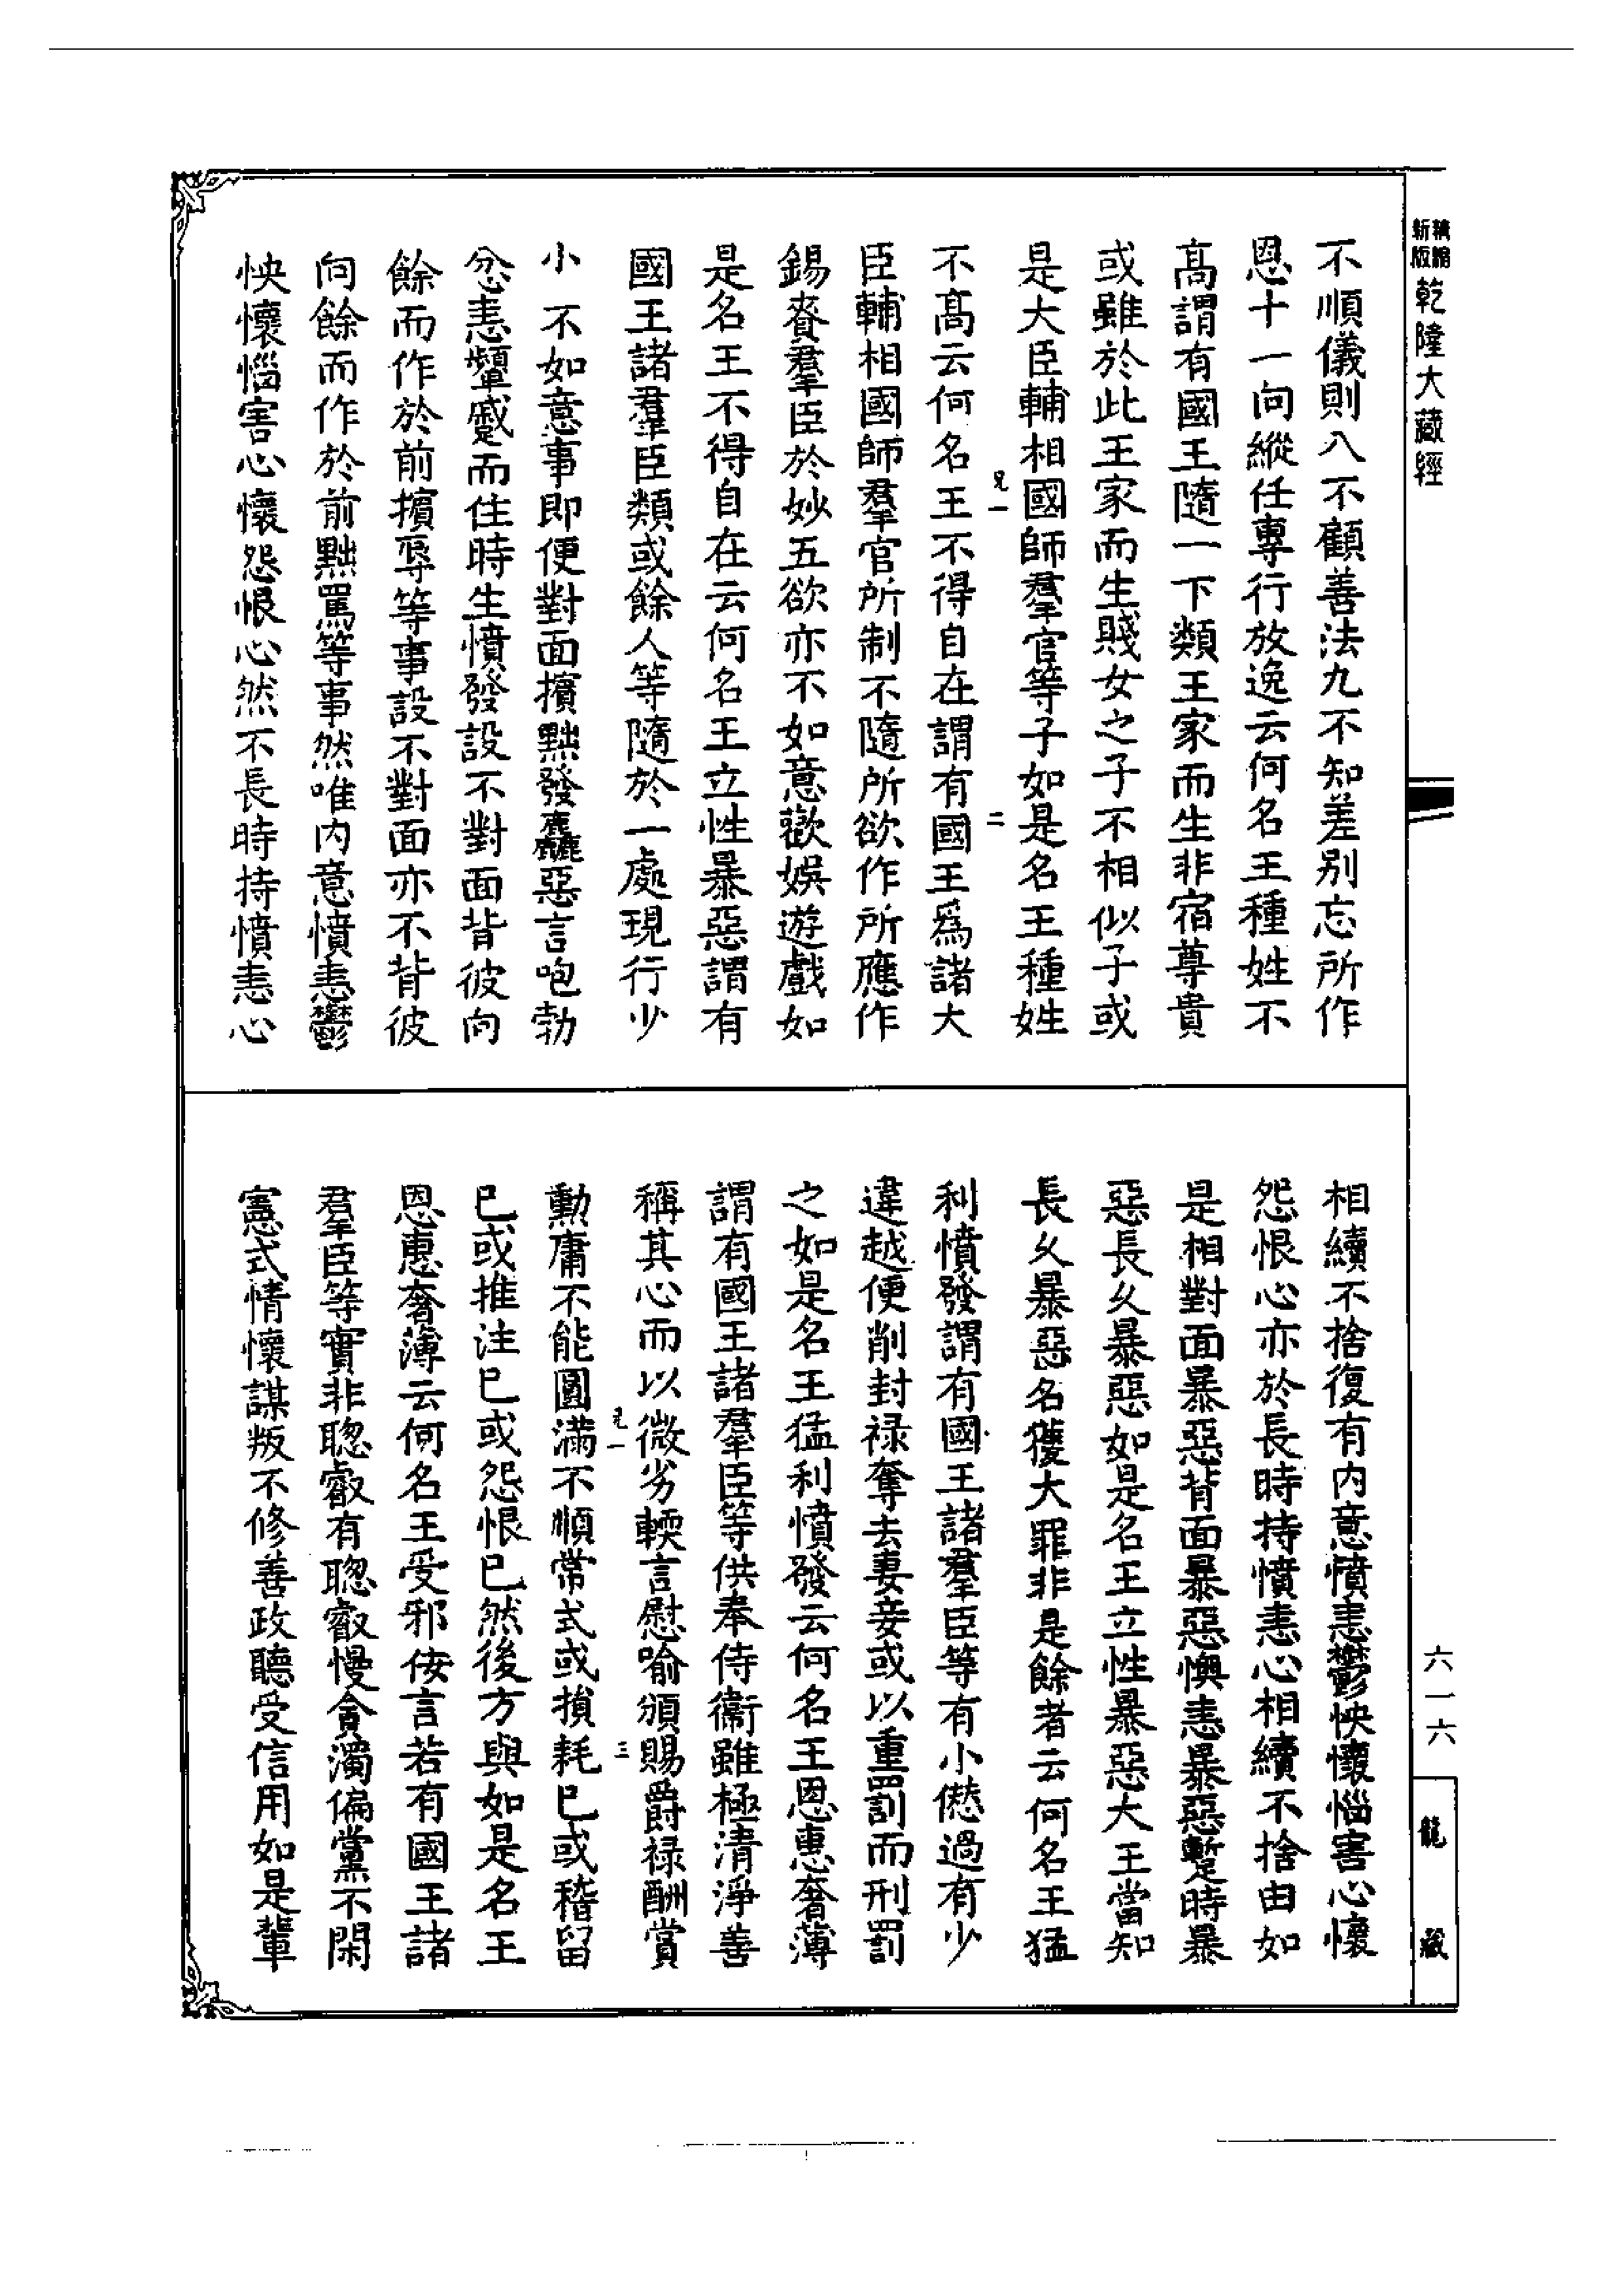 新版
精縮
乾隆大藏經
不順儀則八不顧善法九不知差别忘所作
恩十一向縱任專行放逸云何名王種姓不
高謂有國王隨一下類王家而生非宿尊貴
或雖於此王家而生賤女之子不相似子或
是大臣輔相國師羣官等子如是名王種姓
不高云何名王不得自在謂有國王爲諸大
臣輔相國師羣官所制不隨所欲作所應作
錫賚羣臣於妙五欲亦不如意歡娛遊戲如
是名王不得自在云何名王立性暴惡謂有
國王諸羣臣類或餘人等隨於一處現行少
小不如意事即便對面擯黜發麤惡言咆勃
忿恚顰蹙而住時生憤發設不對面背彼向
餘而作於前擯辱等事設不對面亦不背彼
向餘而作於前黜罵等事然唯内意憤恚鬱
怏懷惱害心懷怨恨心然不長時持憤恚心
相續不捨復有内意憤恚鬱怏懷惱害心懷
怨恨心亦於長時持憤恚心相續不捨由如
是相對面暴惡背面暴惡懊恚暴惡蹔時暴
惡長乆暴惡如是名王立性暴惡大王當知
長乆暴惡名獲大罪非是餘者云何名王猛
利憤發謂有國王諸羣臣等有小愆過有少
違越便削封禄奪去妻妾或以重罰而刑罰
之如是名王猛利憤發云何名王恩惠奢薄
謂有國王諸羣臣等供奉侍衞雖極清淨善
稱其心而以微劣輭言慰喻頒賜爵禄酬賞
勳庸不能圓滿不順常式或損耗已或稽留
已或推注已或怨恨已然後方與如是名王
恩惠奢薄云何名王受邪佞言若有國王諸
羣臣等實非聰叡有聰叡慢貪濁偏黨不閑
憲式情懷謀叛不修善政聽受信用如是輩
六一六
龍藏